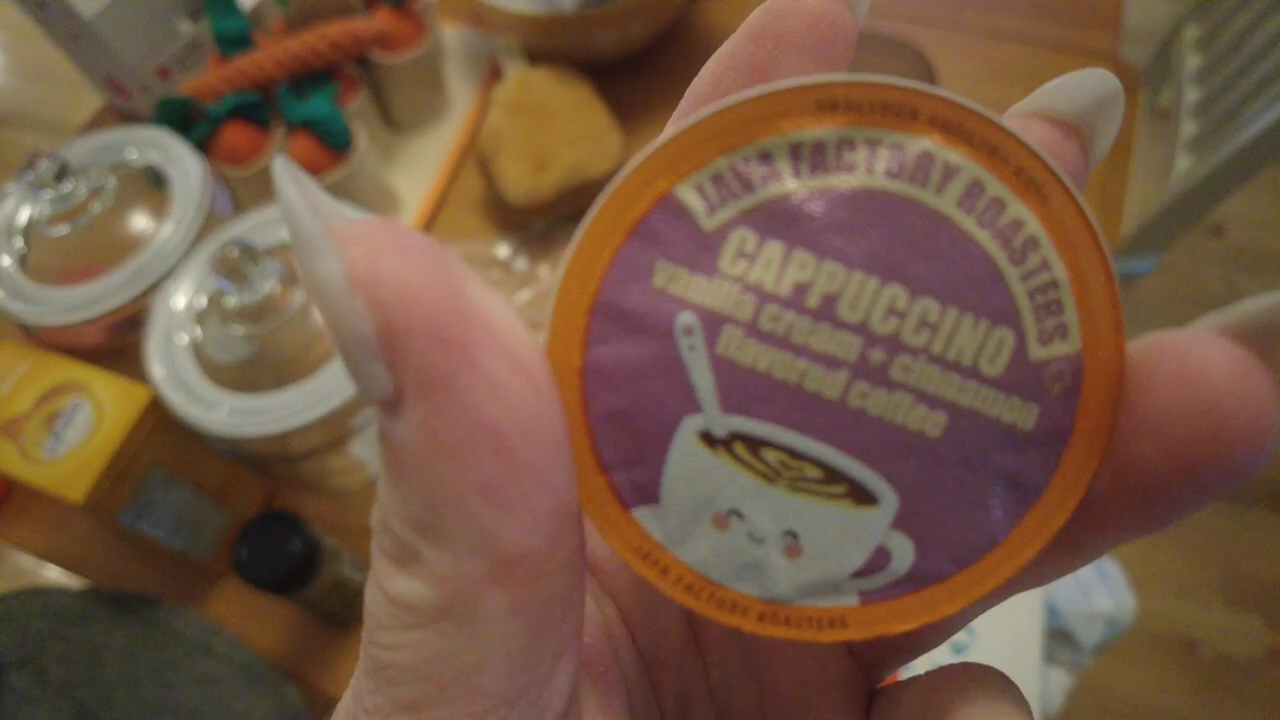 JAVA FACTORY ROASTERS
CAPPUCCINO
vanilla cream + cinnamon
flavored coffee
JAVA FACTORY ROASTERS